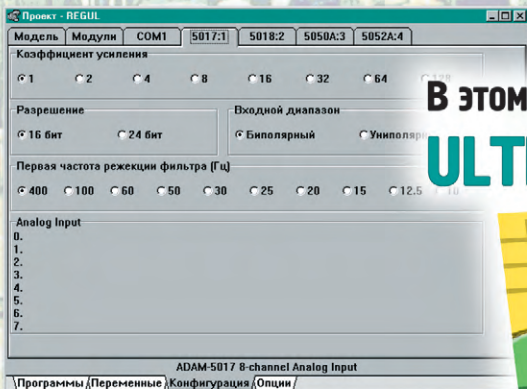 Проект - REGUL
Модель Модули COM1 5017:1 5018:2 5050A:3 5052A:4
Коэффициент усиления
1 2 4 8 16 32 64 128
Разрешение Входной диапазон
16 бит 24 бит Биполярный
Первая частота режекции фильтра (Гц)
400 100 60 50 30 25 20 15 12.5 10
Analog Input
0.
1.
2.
3.
4.
5.
6.
7.
ADAM-5017 8-channel Analog Input
Программы Переменные Конфигурация Опции
В этом